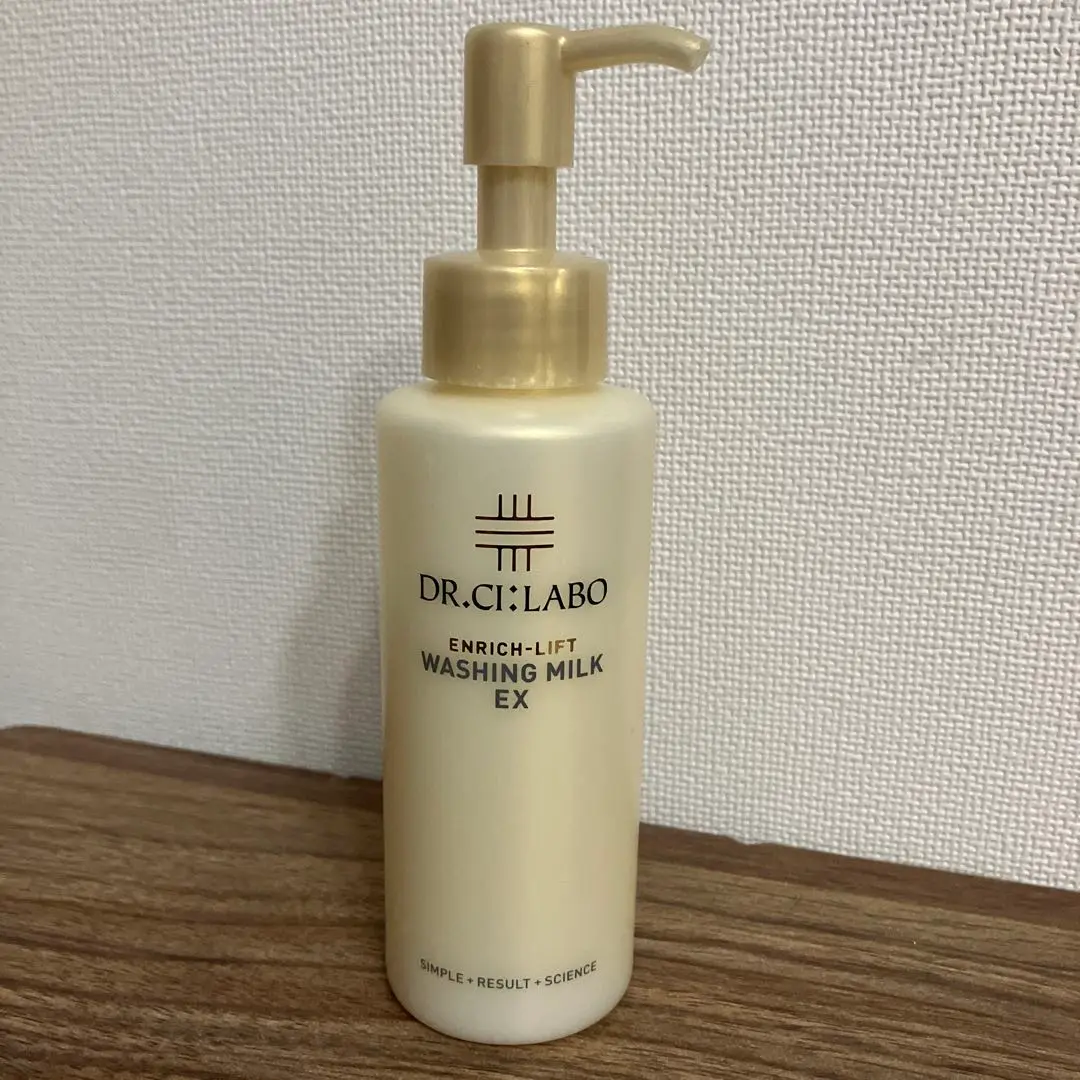 DR.CI:LABO
ENRICH-LIFT
WASHING MILK
EX
SIMPLE + RESULT + SCIENCE